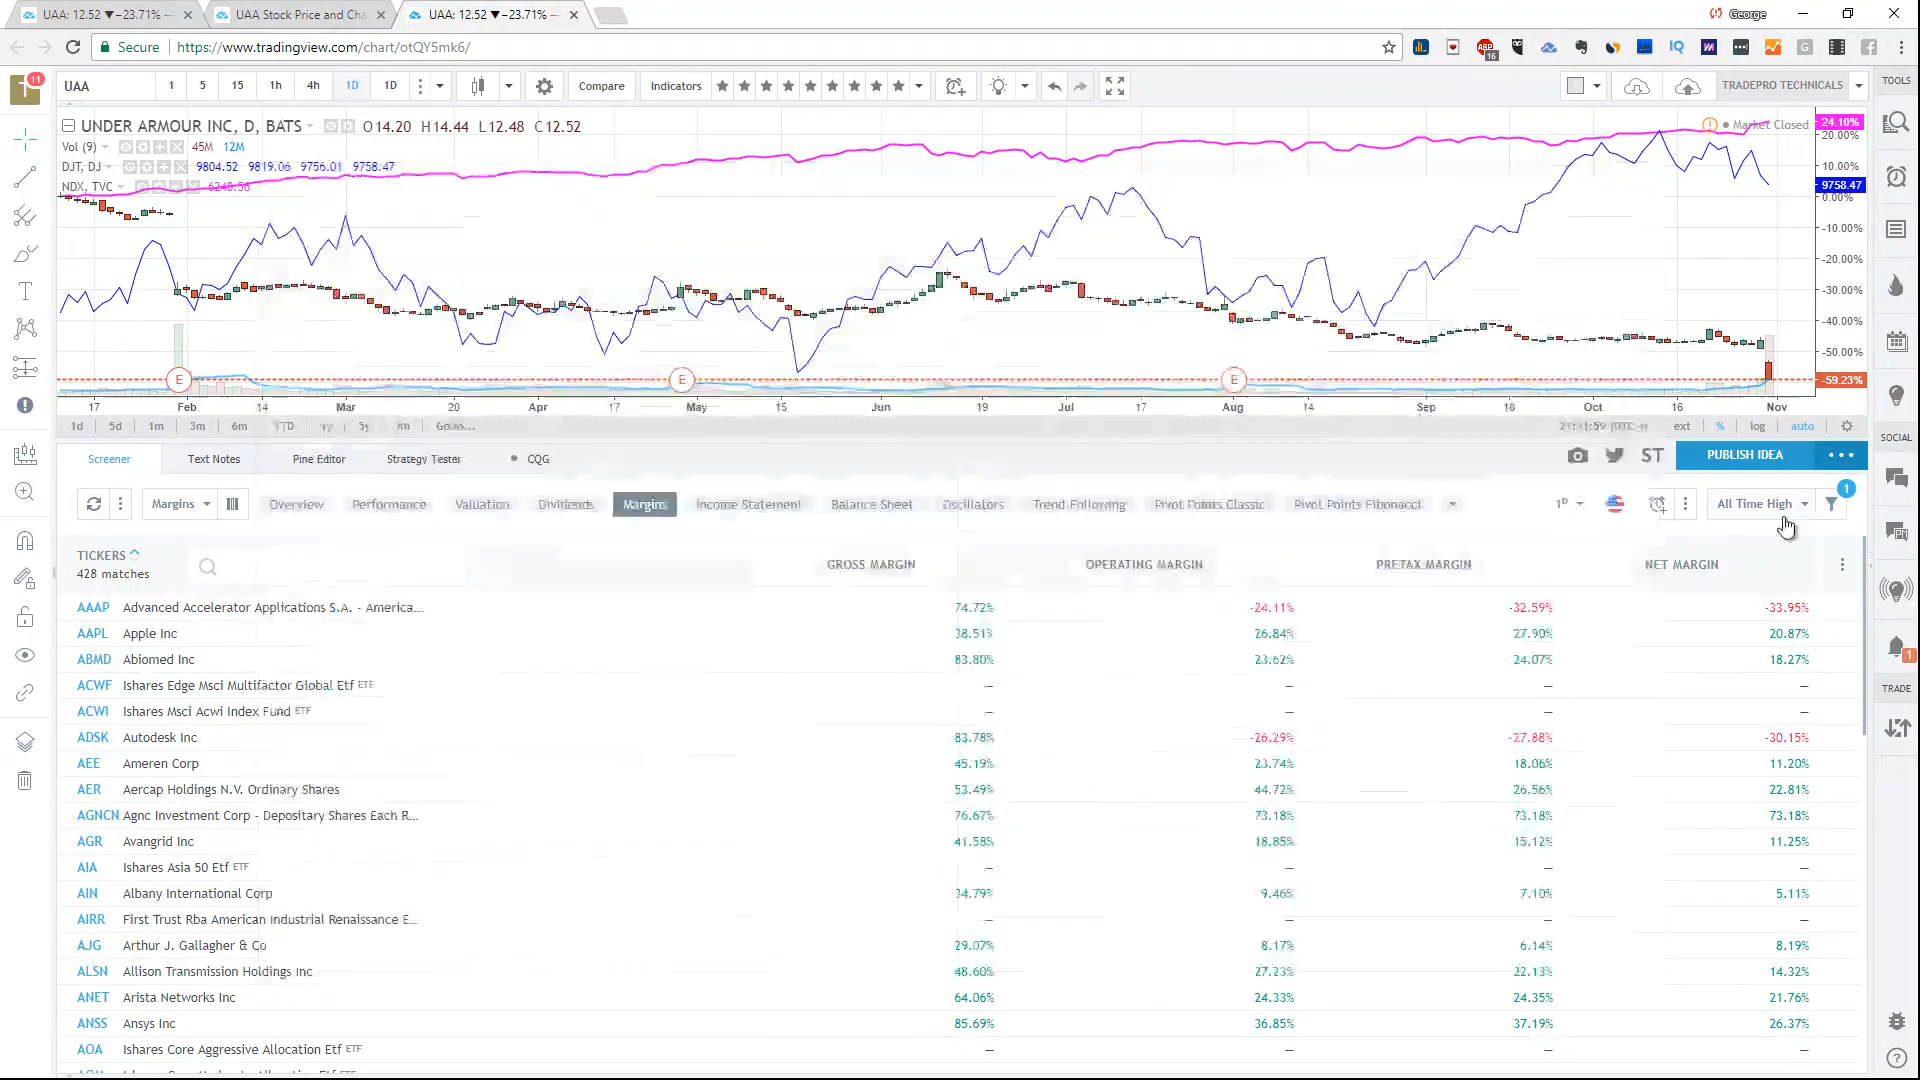 UAA: 12.52 ▼−23.71% —
UAA Stock Price and Cha
UAA: 12.52 ▼−23.71% —
George
Secure
https://www.tradingview.com/chart/otQY5mk6/
11
UAA 1 5 15 1h 4h 1D 1D
Compare
Indicators
TRADEPRO TECHNICALS
TOOLS
UNDER ARMOUR INC, D, BATS
O14.20 H14.44 L12.48 C12.52
Market Closed
Vol (9) 45M 12M
DJT, DJ 9804.52 9819.06 9756.01 9758.47
NDX, TVC 6248.56
24.10%
20.00%
10.00%
9758.47
0.00%
-10.00%
-20.00%
-30.00%
-40.00%
-50.00%
-59.23%
E E E
17 Feb 14 Mar 20 Apr 17 May 15 Jun 19 Jul 17 Aug 14 Sep 18 Oct 16 Nov
1d 5d 1m 3m 6m YTD
ext % log auto
Screener Text Notes Pine Editor Strategy Tester CQG
ST PUBLISH IDEA
SOCIAL
Margins Overview Performance Valuation Dividends Margins Income Statement Balance Sheet Oscillators Trend-Following Pivot Points Classic Pivot Points Fibonacci
1D
All Time High
1
TICKERS
428 matches
GROSS MARGIN OPERATING MARGIN PRETAX MARGIN NET MARGIN
AAAP Advanced Accelerator Applications S.A. - America... 74.72% -24.11% -32.59% -33.95%
AAPL Apple Inc 38.51% 26.84% 27.90% 20.87%
ABMD Abiomed Inc 83.80% 23.62% 24.07% 18.27%
ACWF Ishares Edge Msci Multifactor Global Etf ETF — — — —
ACWI Ishares Msci Acwi Index Fund ETF — — — —
ADSK Autodesk Inc 83.78% -26.29% -27.88% -30.15%
AEE Ameren Corp 45.19% 23.74% 18.06% 11.20%
AER Aercap Holdings N.V. Ordinary Shares 53.49% 44.72% 26.56% 22.81%
AGNCN Agnc Investment Corp - Depositary Shares Each R... 76.67% 73.18% 73.18% 73.18%
AGR Avangrid Inc 41.58% 18.85% 15.12% 11.25%
AIA Ishares Asia 50 Etf ETF — — — —
AIN Albany International Corp 34.79% 9.46% 7.10% 5.11%
AIRR First Trust Rba American Industrial Renaissance E... — — — —
AJG Arthur J. Gallagher & Co 29.07% 8.17% 6.14% 8.19%
ALSN Allison Transmission Holdings Inc 48.60% 27.23% 22.13% 14.32%
ANET Arista Networks Inc 64.06% 24.33% 24.35% 21.76%
ANSS Ansys Inc 85.69% 36.85% 37.19% 26.37%
AOA Ishares Core Aggressive Allocation Etf ETF — — — —
1
TRADE